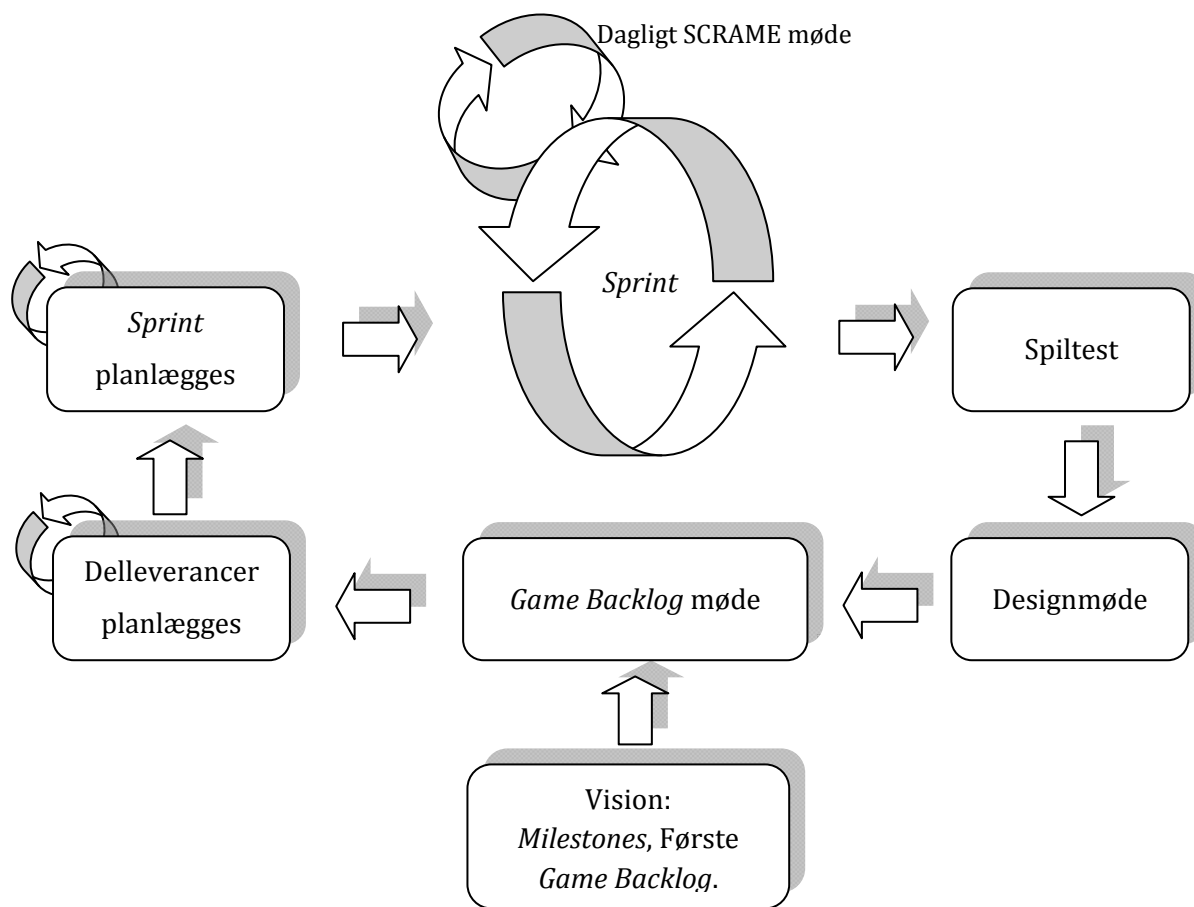 Dagligt SCRAME møde
Sprint
Sprint
planlægges
Spiltest
Delleverancer
planlægges
Game Backlog møde
Designmøde
Vision:
Milestones, Første
Game Backlog.